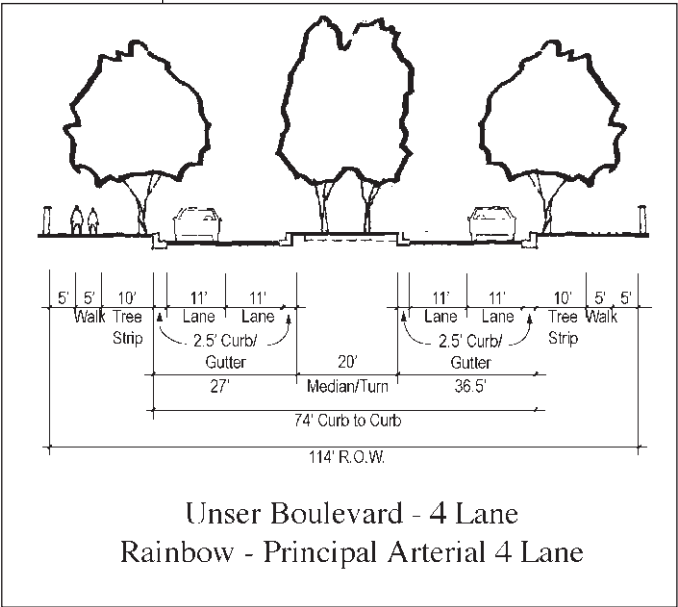 5' 5' 10' 11' 11' 11' 11' 10' 5' 5'
Walk Tree Lane Lane Lane Lane Tree Walk
Strip 2.5' Curb/ 2.5' Curb/ Strip
Gutter 20' Gutter
27' Median/Turn 36.5'
74' Curb to Curb
114' R.O.W.
Unser Boulevard - 4 Lane
Rainbow - Principal Arterial 4 Lane